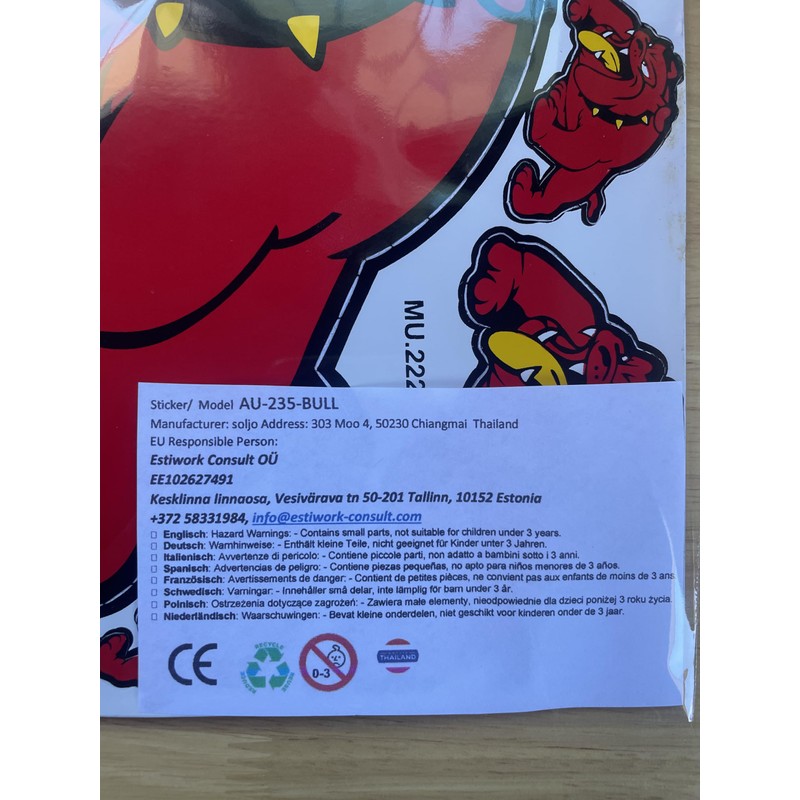 MU.222
Sticker/ Model AU-235-BULL
Manufacturer: soljo Address: 303 Moo 4, 50230 Chiangmai Thailand
EU Responsible Person:
Estiwork Consult OÜ
EE102627491
Kesklinna linnaosa, Vesivärava tn 50-201 Tallinn, 10152 Estonia
+372 58331984, info@estiwork-consult.com
Englisch: Hazard Warnings: - Contains small parts, not suitable for children under 3 years.
Deutsch: Warnhinweise: - Enthält kleine Teile, nicht geeignet für Kinder unter 3 Jahren.
Italienisch: Avvertenze di pericolo: - Contiene piccole parti, non adatto a bambini sotto i 3 anni.
Spanisch: Advertencias de peligro: - Contiene piezas pequeñas, no apto para niños menores de 3 años.
Französisch: Avertissements de danger: - Contient de petites pièces, ne convient pas aux enfants de moins de 3 ans
Schwedisch: Varningar: - Innehåller små delar, inte lämplig för barn under 3 år.
Polnisch: Ostrzeżenia dotyczące zagrożeń: - Zawiera małe elementy, nieodpowiednie dla dzieci poniżej 3 roku życia.
Niederländisch: Waarschuwingen: - Bevat kleine onderdelen, niet geschikt voor kinderen onder de 3 jaar.
CE
RECYCLE
0-3
THAILAND